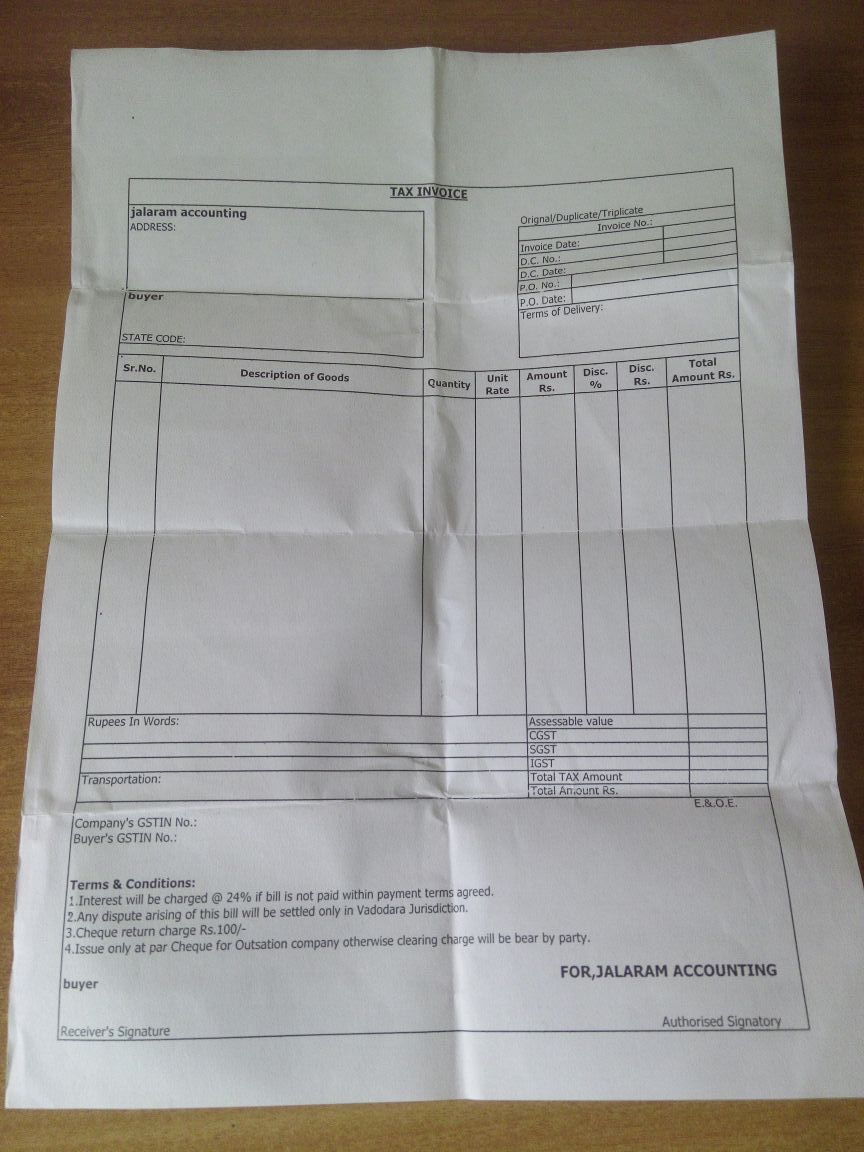 TAX INVOICE
jalaram accounting
ADDRESS:
buyer
STATE CODE:
Orignal/Duplicate/Triplicate
Invoice No.:
Invoice Date:
D.C. No.:
D.C. Date:
P.O. No.:
P.O. Date:
Terms of Delivery:
Sr.No. Description of Goods Quantity Unit Rate Amount Rs. Disc. % Disc. Rs. Total Amount Rs.
Rupees In Words: Assessable value
CGST
SGST
IGST
Transportation: Total TAX Amount
Total Amount Rs.
E.&.O.E.
Company's GSTIN No.:
Buyer's GSTIN No.:
Terms & Conditions:
1.Interest will be charged @ 24% if bill is not paid within payment terms agreed.
2.Any dispute arising of this bill will be settled only in Vadodara Jurisdiction.
3.Cheque return charge Rs.100/-
4.Issue only at par Cheque for Outsation company otherwise clearing charge will be bear by party.
FOR,JALARAM ACCOUNTING
buyer
Receiver's Signature Authorised Signatory